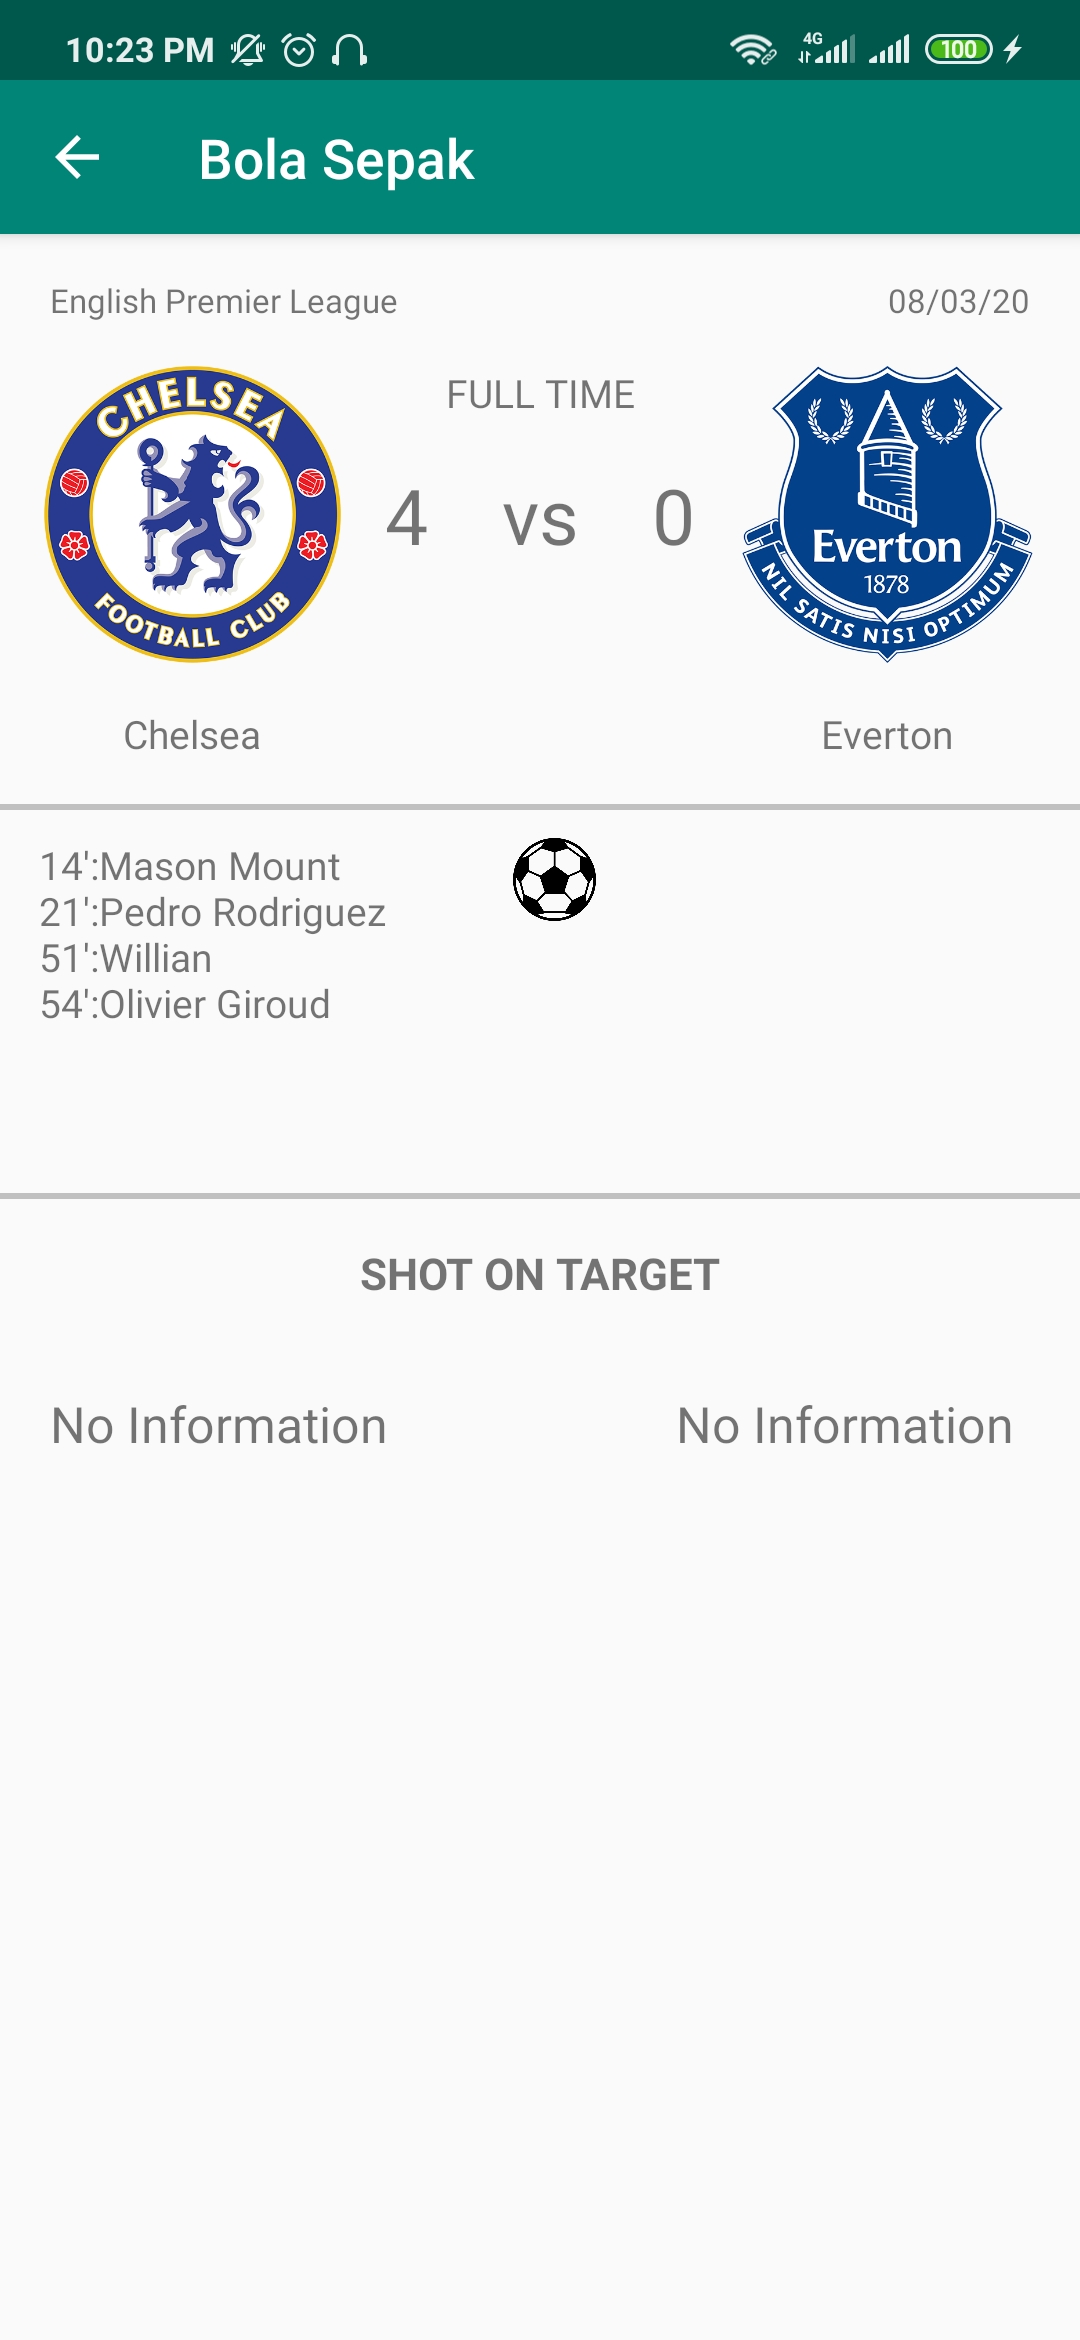 10:23 PM 4G 100
Bola Sepak
English Premier League 08/03/20
CHELSEA
FOOTBALL CLUB
FULL TIME
4 vs 0
Everton
1878
NIL SATIS NISI OPTIMUM
Chelsea Everton
14':Mason Mount
21':Pedro Rodriguez
51':Willian
54':Olivier Giroud
SHOT ON TARGET
No Information No Information